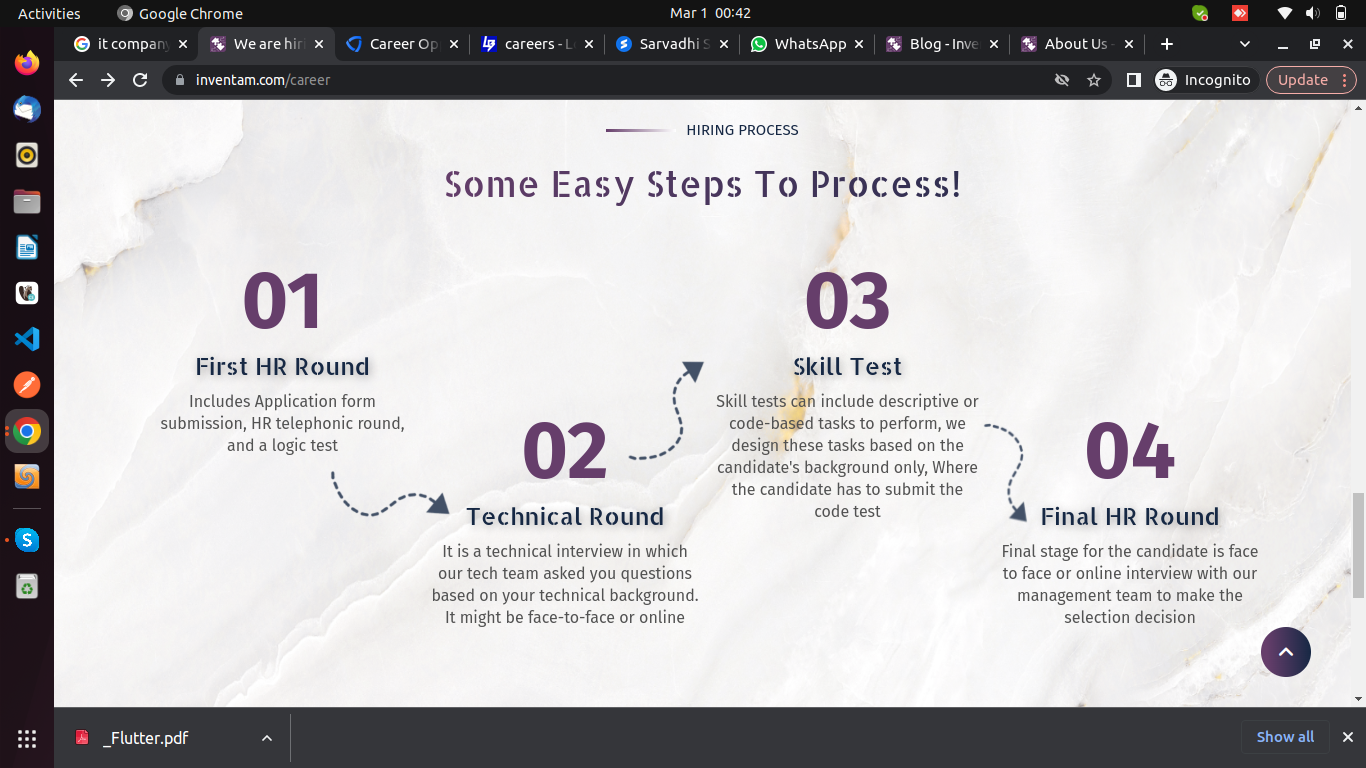 Activities
Google Chrome
Mar 1 00:42
it company
We are hiri
Career Op
careers - L
Sarvadhi S
WhatsApp
Blog - Inve
About Us -
inventam.com/career
Incognito
Update
HIRING PROCESS
Some Easy Steps To Process!
01
First HR Round
Includes Application form
submission, HR telephonic round,
and a logic test
02
Technical Round
It is a technical interview in which
our tech team asked you questions
based on your technical background.
It might be face-to-face or online
03
Skill Test
Skill tests can include descriptive or
code-based tasks to perform, we
design these tasks based on the
candidate's background only, Where
the candidate has to submit the
code test
04
Final HR Round
Final stage for the candidate is face
to face or online interview with our
management team to make the
selection decision
_Flutter.pdf
Show all